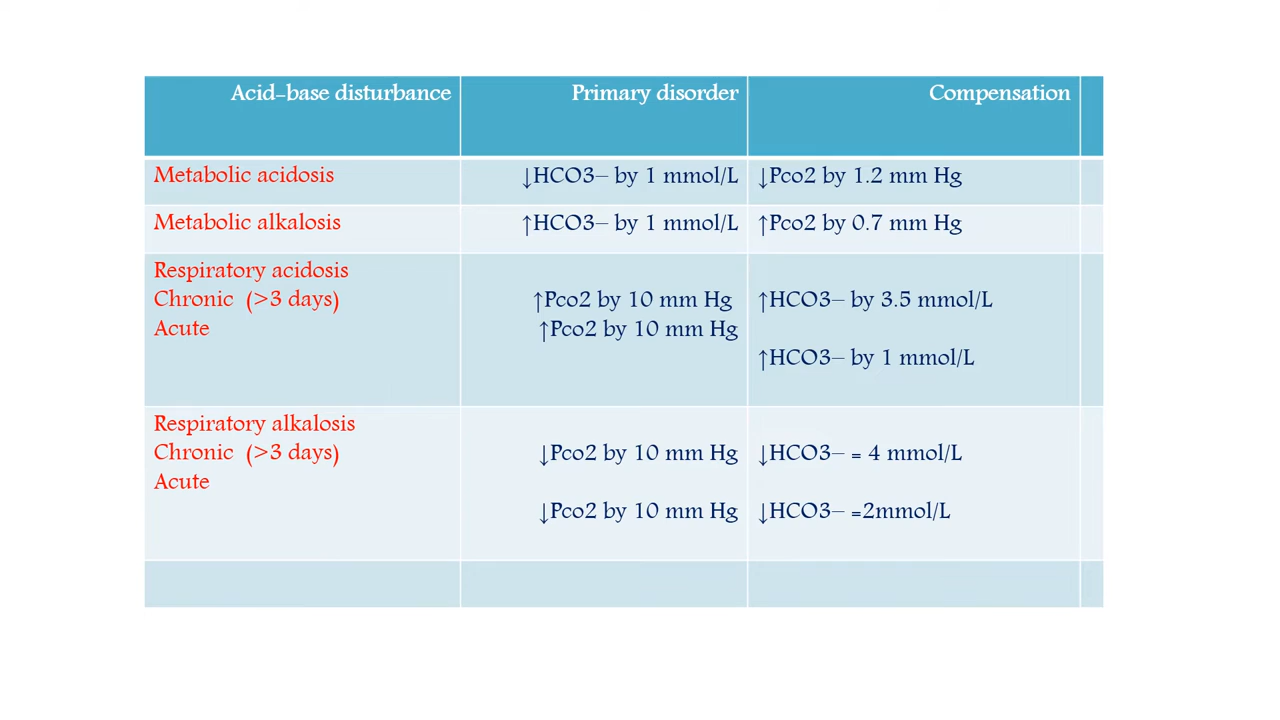 Acid-base disturbance Primary disorder Compensation
Metabolic acidosis ↓HCO3− by 1 mmol/L ↓Pco2 by 1.2 mm Hg
Metabolic alkalosis ↑HCO3− by 1 mmol/L ↑Pco2 by 0.7 mm Hg
Respiratory acidosis
Chronic (>3 days) ↑Pco2 by 10 mm Hg ↑HCO3− by 3.5 mmol/L
Acute ↑Pco2 by 10 mm Hg
↑HCO3− by 1 mmol/L
Respiratory alkalosis
Chronic (>3 days) ↓Pco2 by 10 mm Hg ↓HCO3− = 4 mmol/L
Acute
↓Pco2 by 10 mm Hg ↓HCO3− =2mmol/L